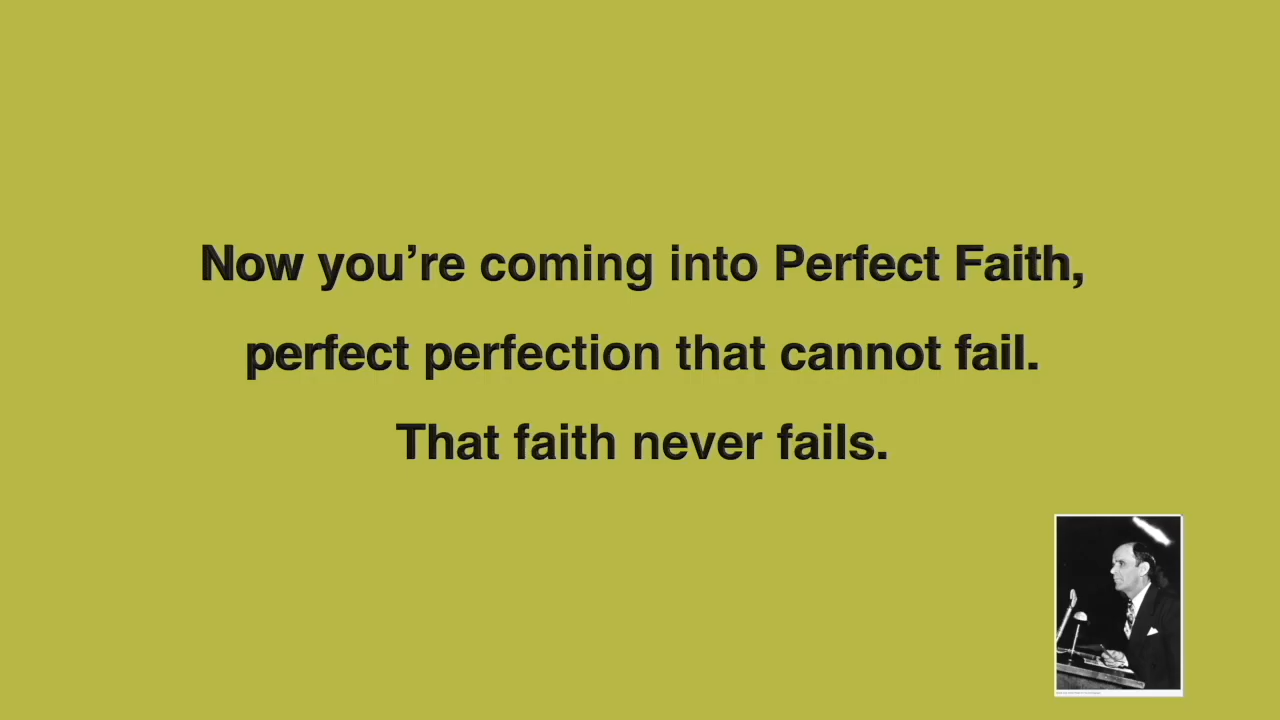 Now you’re coming into Perfect Faith,
perfect perfection that cannot fail.
That faith never fails.